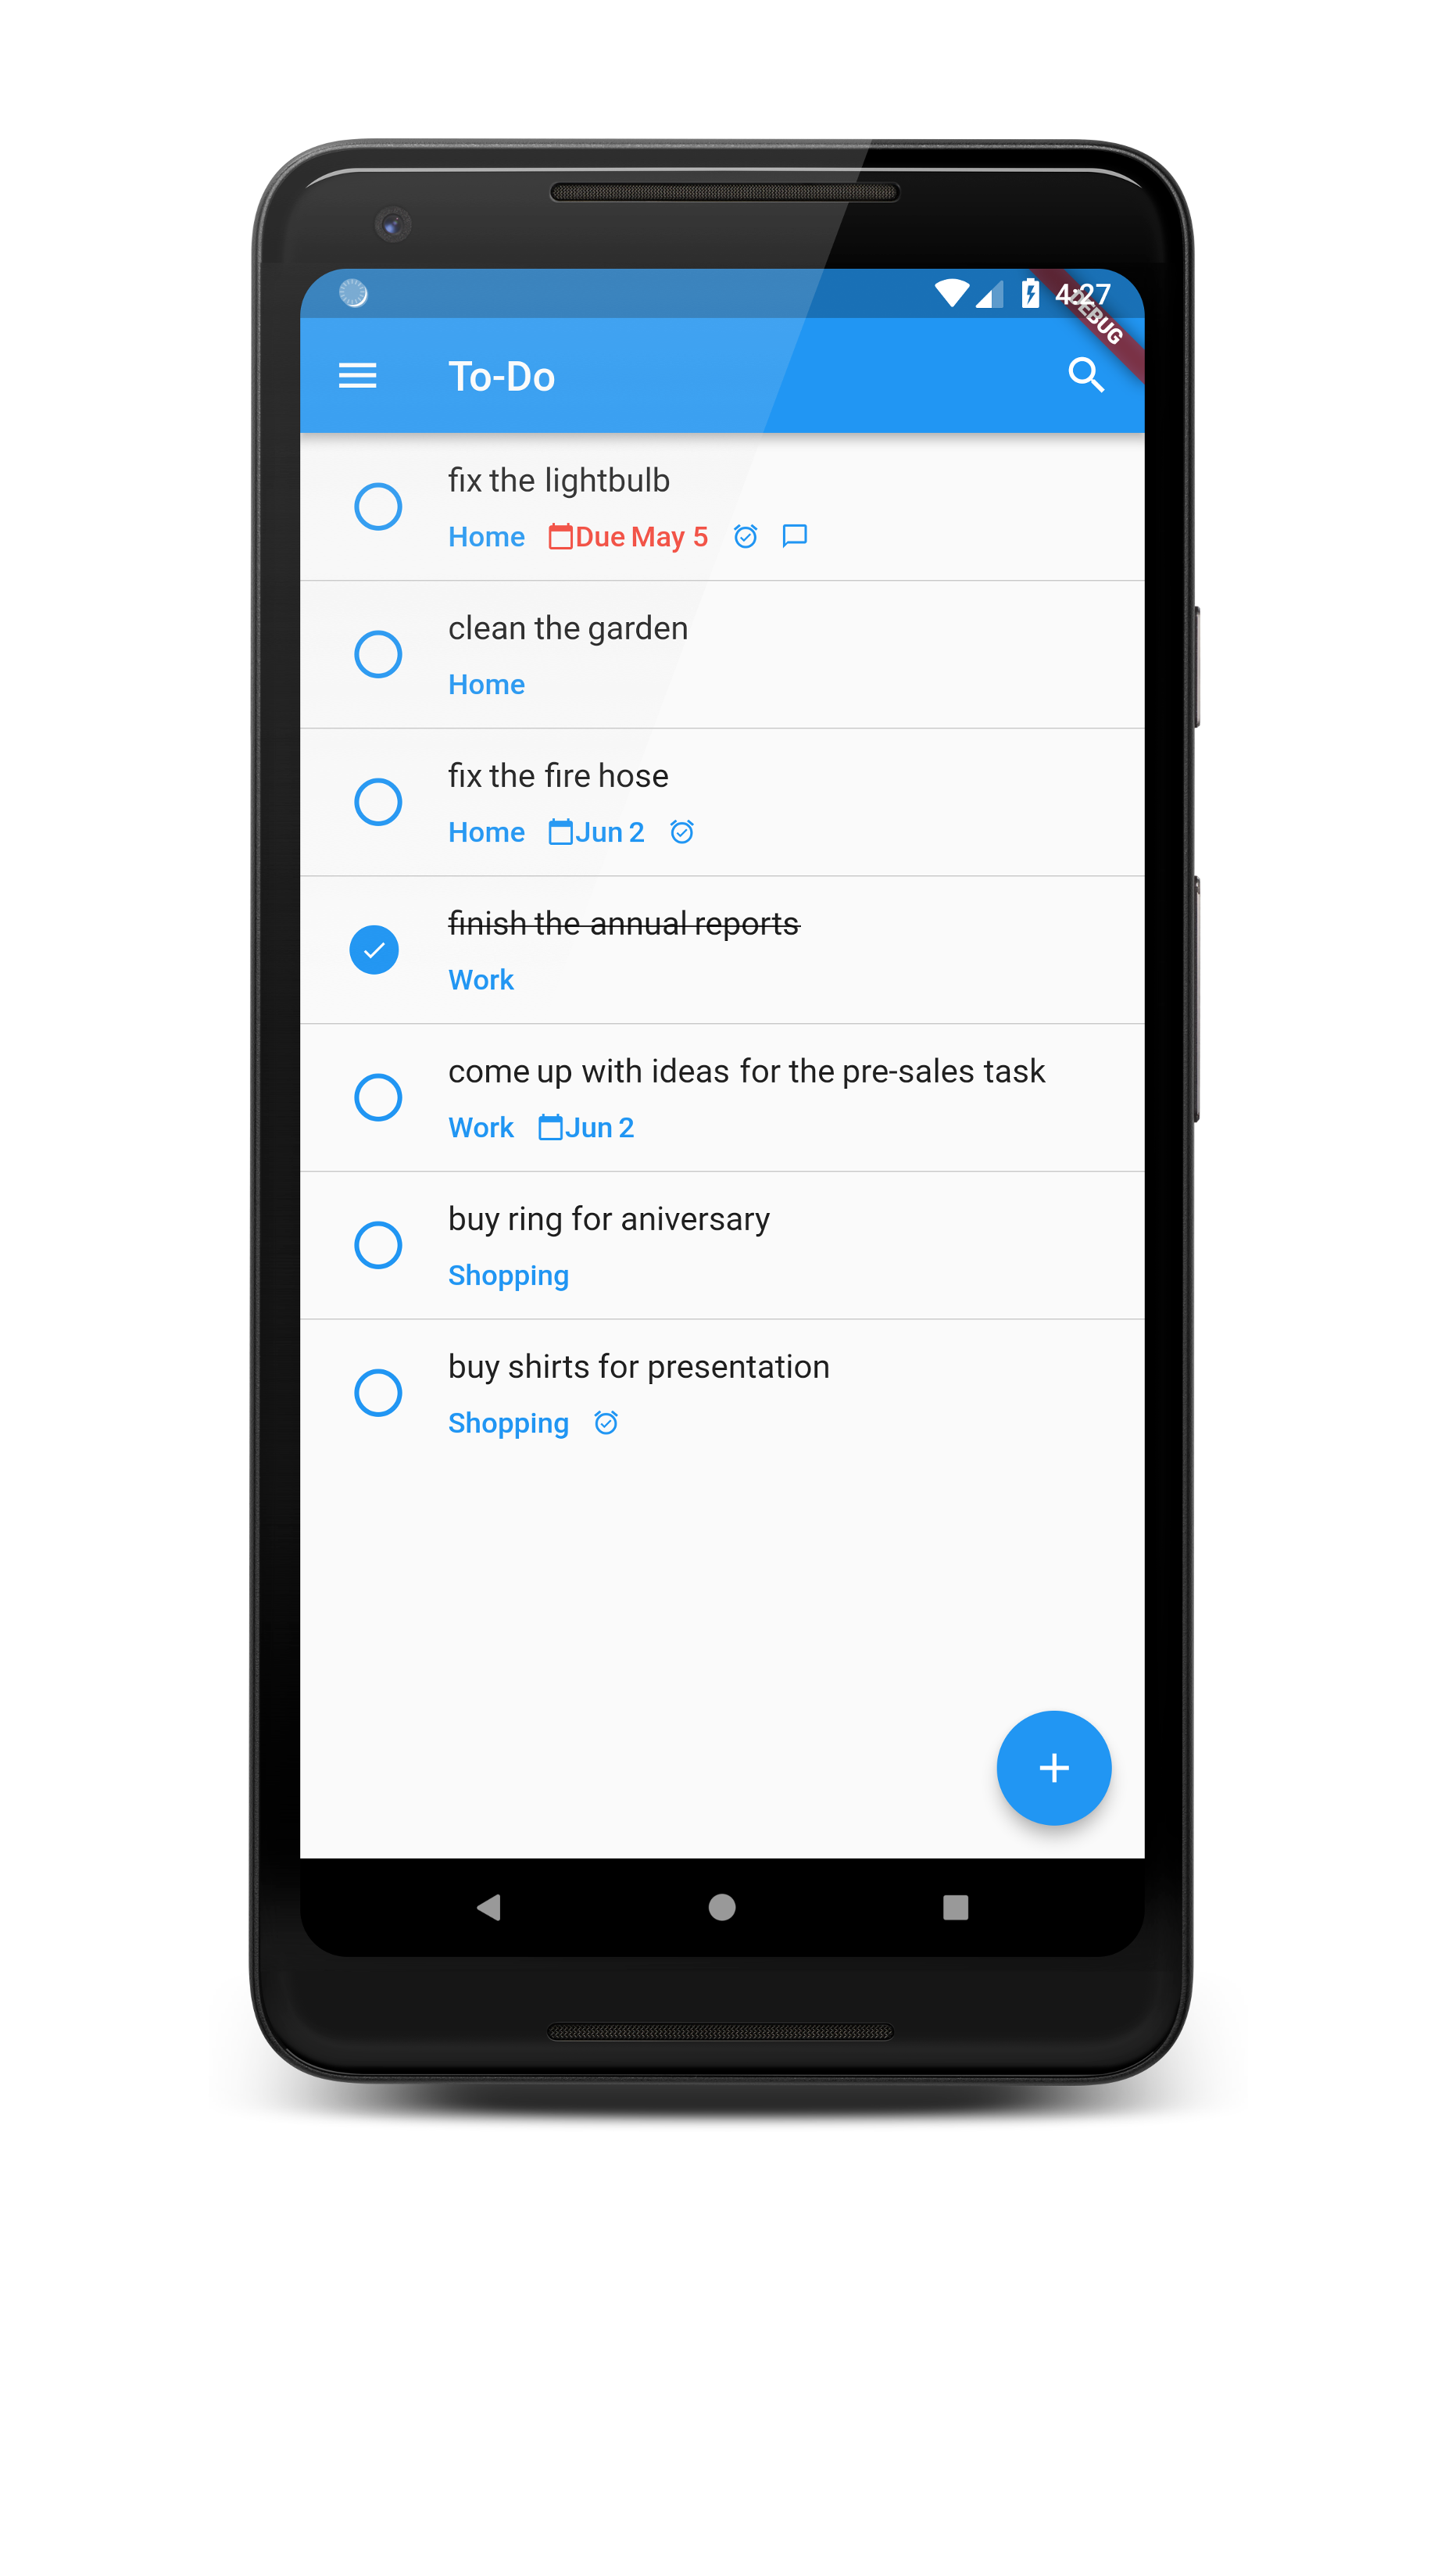 4:27
DEBUG
To-Do
fix the lightbulb
Home Due May 5
clean the garden
Home
fix the fire hose
Home Jun 2
finish the annual reports
Work
come up with ideas for the pre-sales task
Work Jun 2
buy ring for aniversary
Shopping
buy shirts for presentation
Shopping